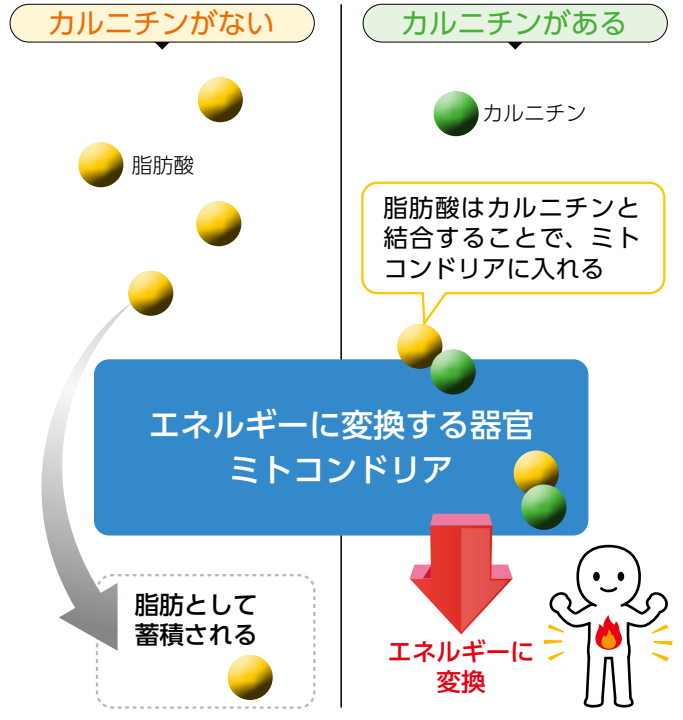 カルニチンがない
カルニチンがある
カルニチン
脂肪酸
脂肪酸はカルニチンと
結合することで、ミト
コンドリアに入れる
エネルギーに変換する器官
ミトコンドリア
脂肪として
蓄積される
エネルギーに
変換